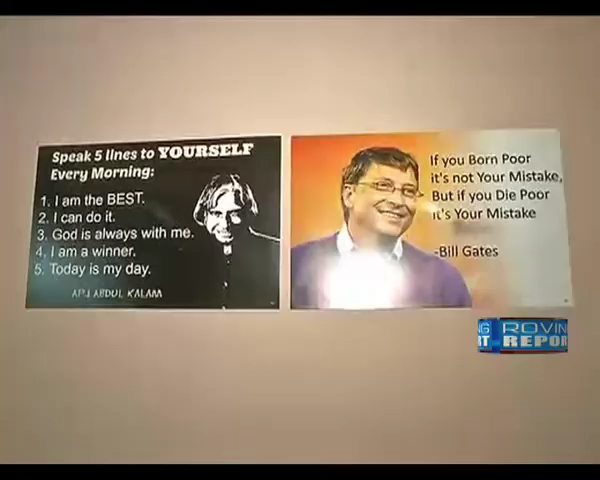 Speak 5 lines to YOURSELF
Every Morning:
1. I am the BEST.
2. I can do it.
3. God is always with me.
4. I am a winner.
5. Today is my day.
APJ ABDUL KALAM
If you Born Poor
it's not Your Mistake,
But if you Die Poor
it's Your Mistake
-Bill Gates
NG ROVIN
RT REPOR